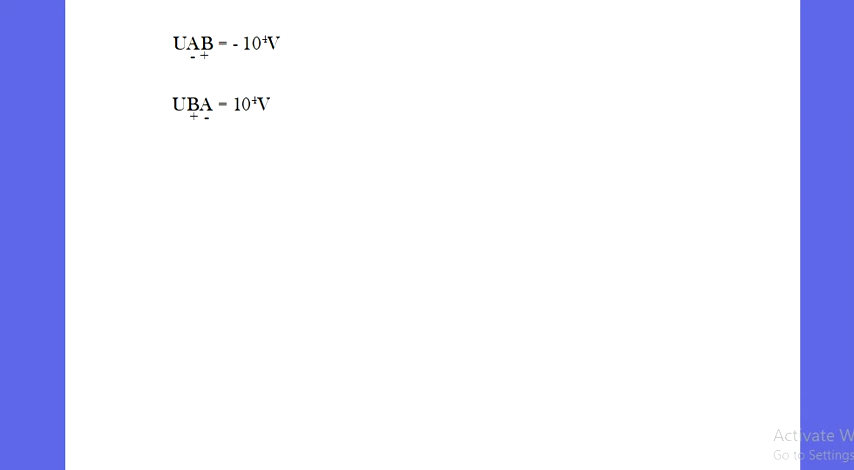 UAB = - 10⁴V
- +
UBA = 10⁴V
+ -
Activate W
Go to Settings